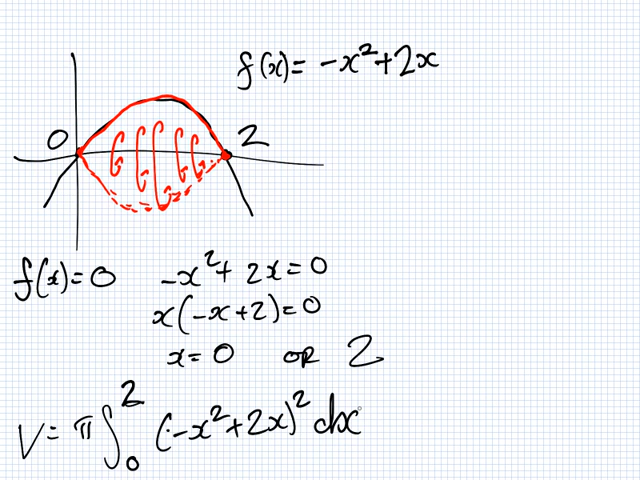 f(x) = -x² + 2x
0 2
f(x) = 0 -x² + 2x = 0
x(-x + 2) = 0
x = 0 or 2
V = π∫₀² (-x² + 2x)² dx